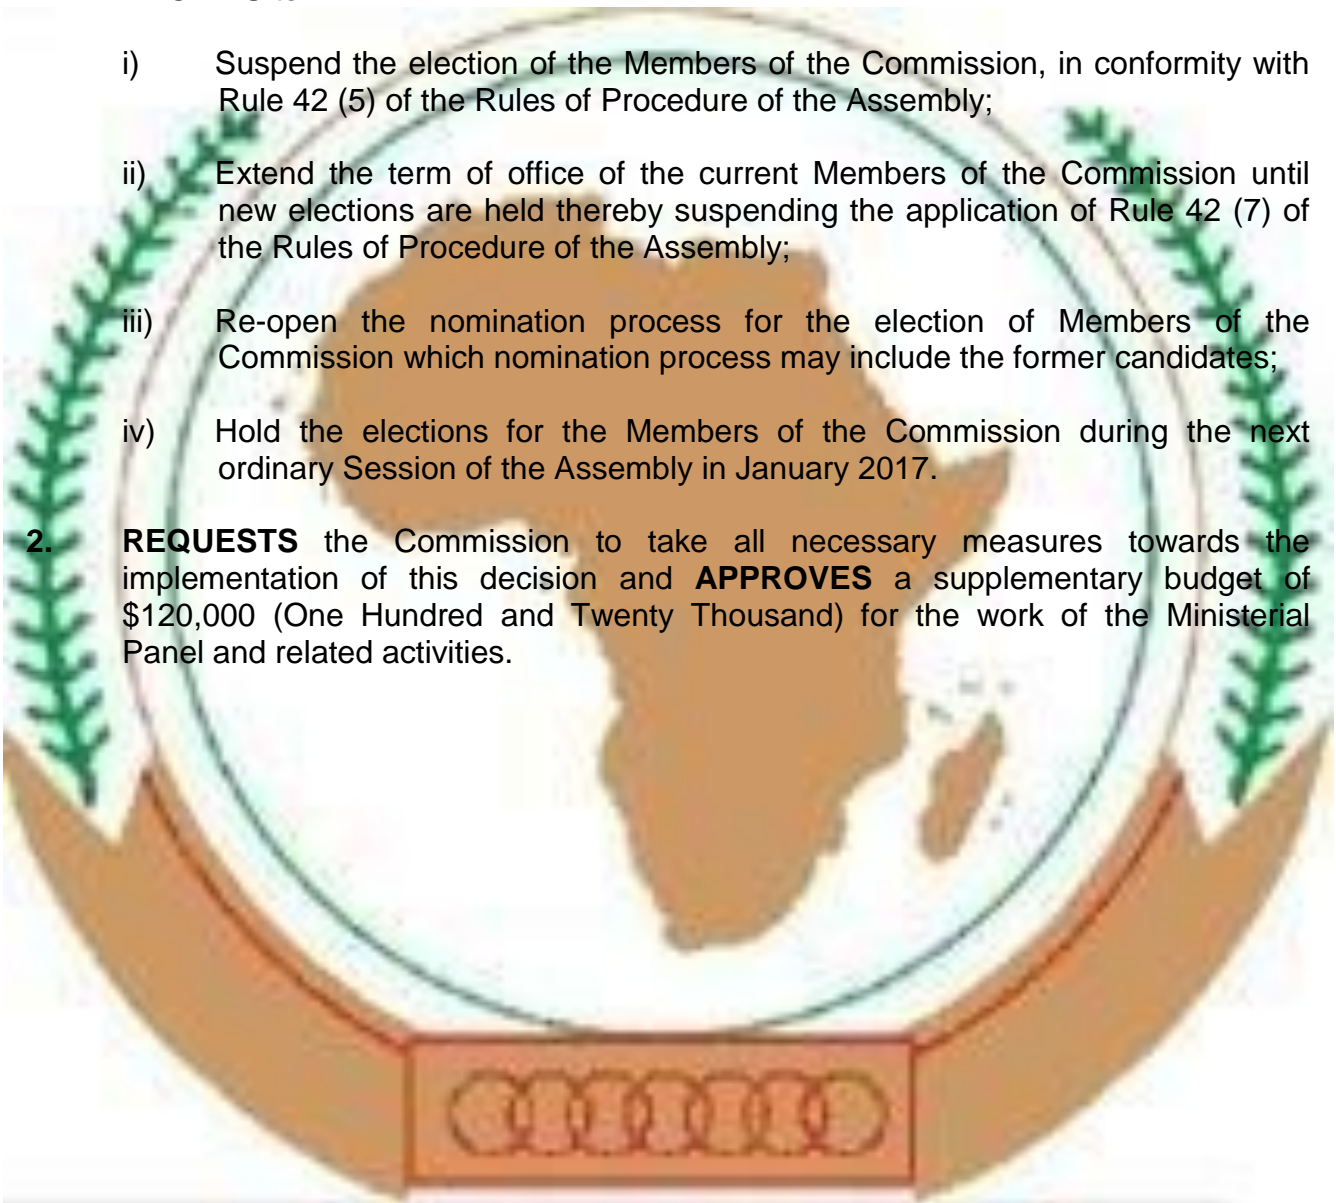 i) Suspend the election of the Members of the Commission, in conformity with
Rule 42 (5) of the Rules of Procedure of the Assembly;
ii) Extend the term of office of the current Members of the Commission until
new elections are held thereby suspending the application of Rule 42 (7) of
the Rules of Procedure of the Assembly;
iii) Re-open the nomination process for the election of Members of the
Commission which nomination process may include the former candidates;
iv) Hold the elections for the Members of the Commission during the next
ordinary Session of the Assembly in January 2017.
2. REQUESTS the Commission to take all necessary measures towards the
implementation of this decision and APPROVES a supplementary budget of
$120,000 (One Hundred and Twenty Thousand) for the work of the Ministerial
Panel and related activities.